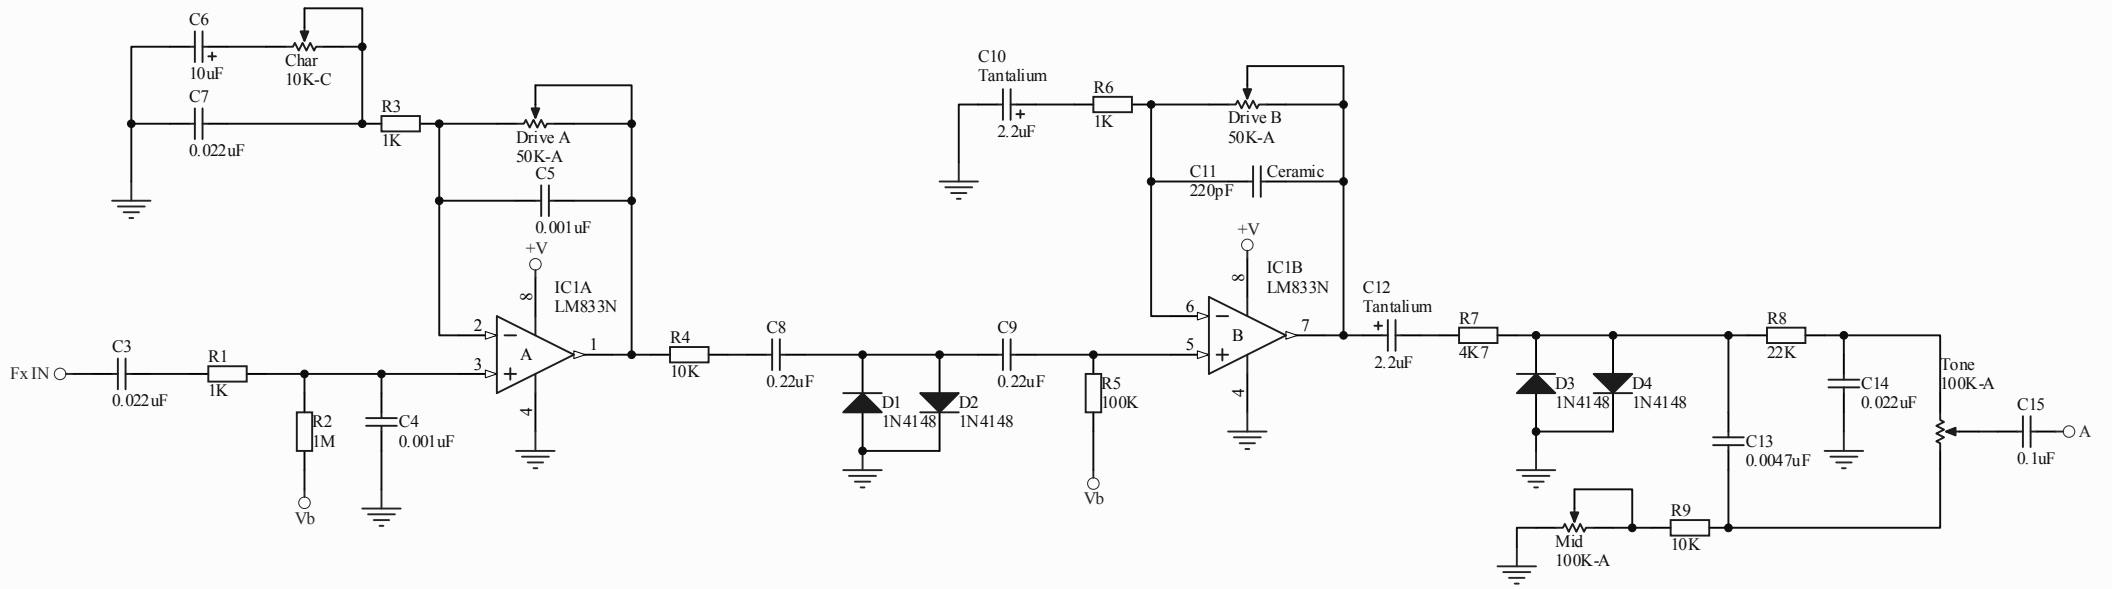 C6
+
10uF
Char
10K-C
C7
0.022uF
R3
1K
Drive A
50K-A
C5
0.001uF
+V
8
IC1A
LM833N
2
−
A
1
3
+
4
Fx IN
C3
0.022uF
R1
1K
R2
1M
Vb
C4
0.001uF
R4
10K
C8
0.22uF
D1
1N4148
D2
1N4148
C9
0.22uF
R5
100K
Vb
C10
Tantalium
+
2.2uF
R6
1K
Drive B
50K-A
C11
220pF
Ceramic
+V
8
IC1B
LM833N
6
−
B
7
5
+
4
C12
Tantalium
+
2.2uF
R7
4K7
D3
1N4148
D4
1N4148
R8
22K
C13
0.0047uF
C14
0.022uF
Tone
100K-A
C15
0.1uF
A
Mid
100K-A
R9
10K